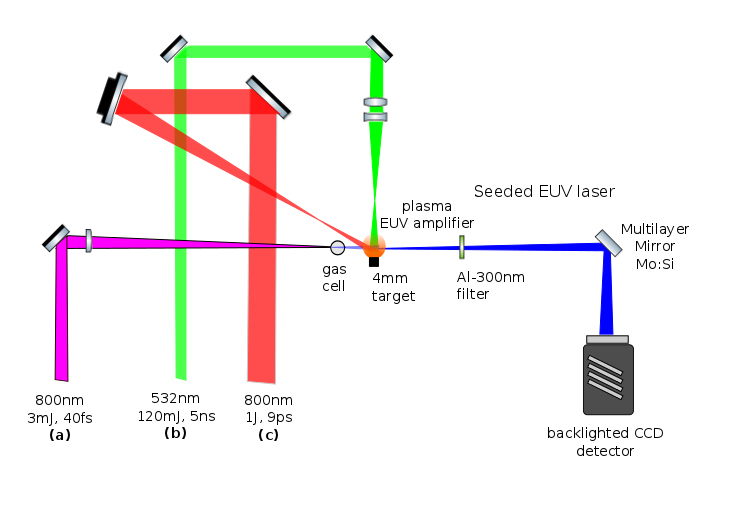 Seeded EUV laser
plasma
EUV amplifier
Multilayer
Mirror
Mo:Si
gas
cell
4mm
target
Al-300nm
filter
800nm
3mJ, 40fs
(a)
532nm
120mJ, 5ns
(b)
800nm
1J, 9ps
(c)
backlighted CCD
detector